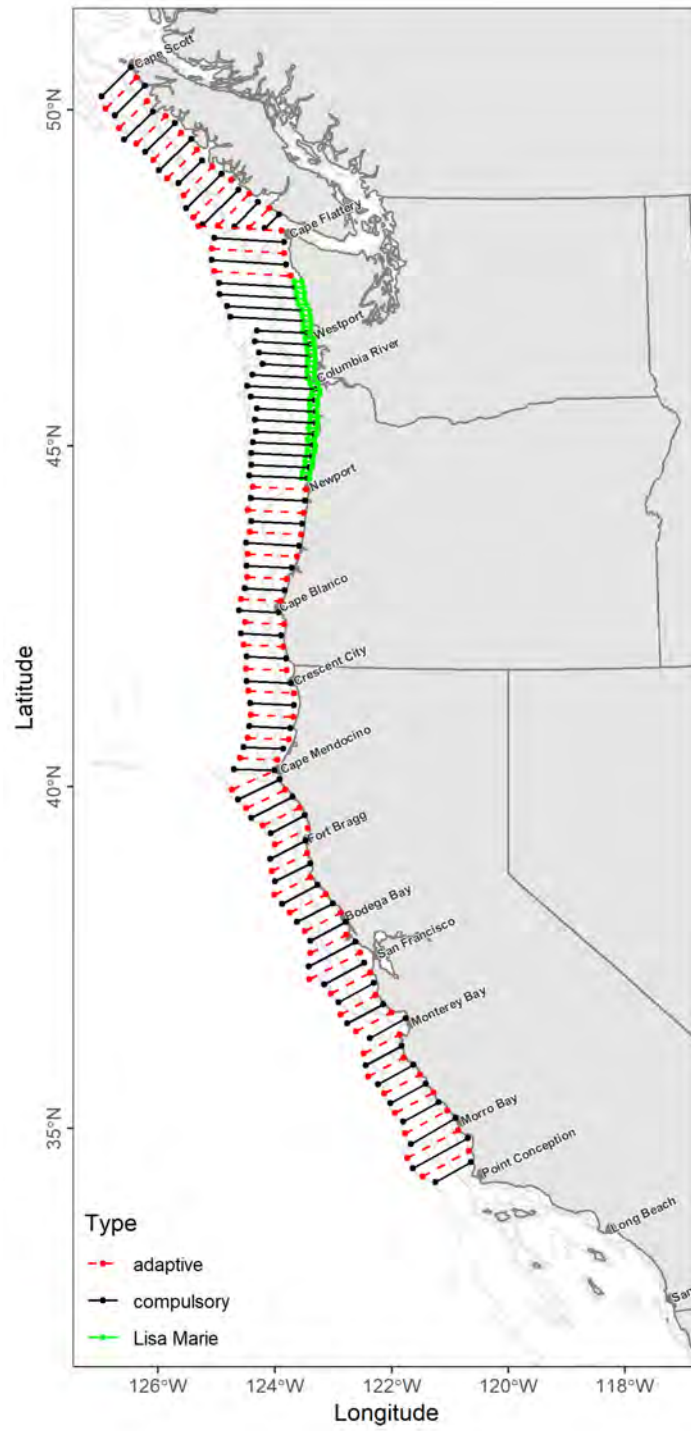 50°N
45°N
40°N
35°N
Latitude
Cape Scott
Cape Flattery
Westport
Columbia River
Newport
Cape Blanco
Crescent City
Cape Mendocino
Fort Bragg
Bodega Bay
San Francisco
Monterey Bay
Morro Bay
Point Conception
Long Beach
San
Type
adaptive
compulsory
Lisa Marie
126°W 124°W 122°W 120°W 118°W
Longitude